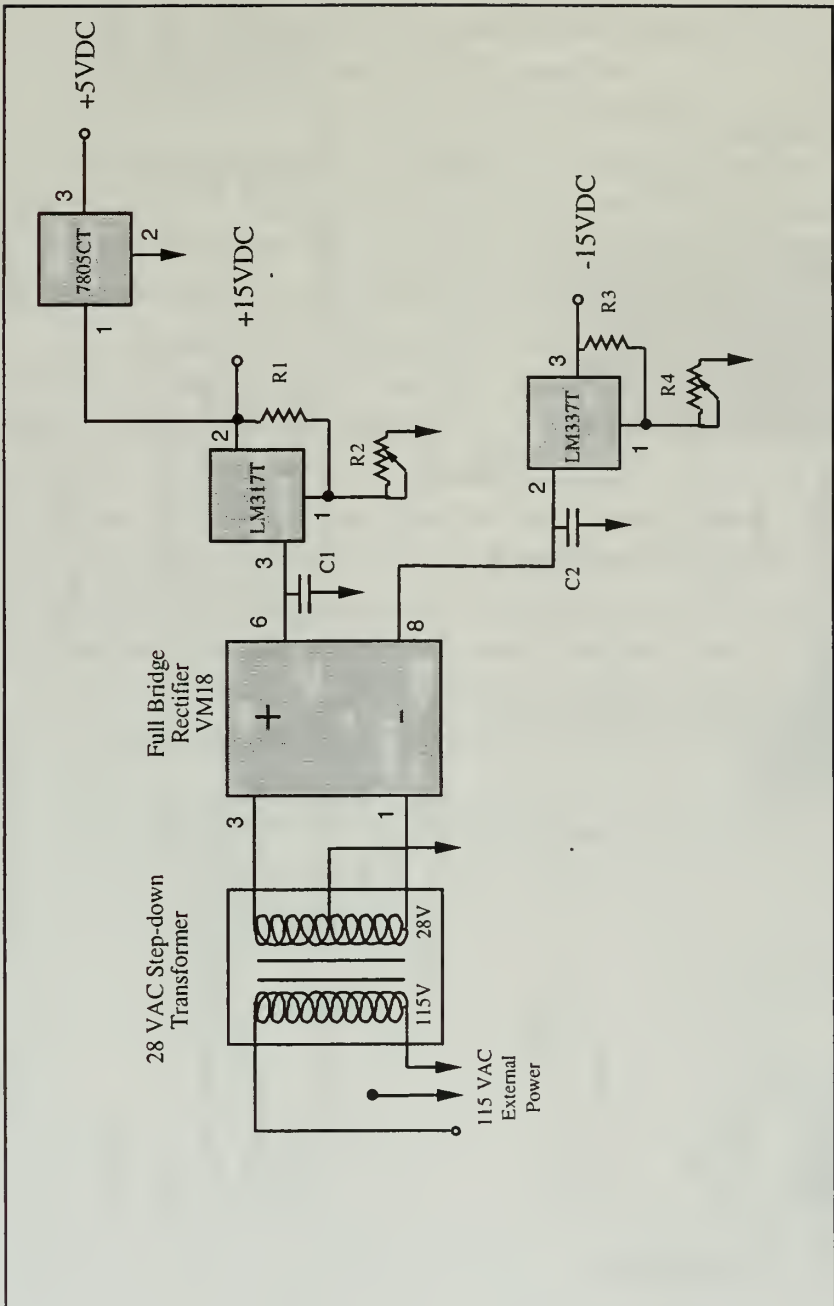 7805CT
1
2
3
+5VDC
LM317T
3
2
1
+15VDC
R1
R2
C1
Full Bridge
Rectifier
VM18
+
-
3
1
6
8
28 VAC Step-down
Transformer
115V
28V
115 VAC
External
Power
C2
LM337T
2
3
1
-15VDC
R3
R4